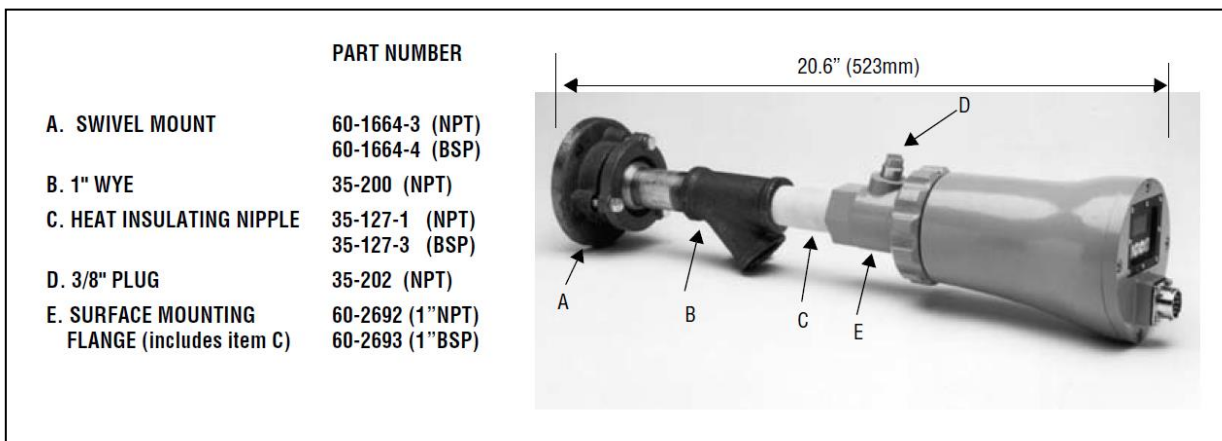 PART NUMBER
A. SWIVEL MOUNT 60-1664-3 (NPT)
60-1664-4 (BSP)
B. 1" WYE 35-200 (NPT)
C. HEAT INSULATING NIPPLE 35-127-1 (NPT)
35-127-3 (BSP)
D. 3/8" PLUG 35-202 (NPT)
E. SURFACE MOUNTING 60-2692 (1”NPT)
FLANGE (includes item C) 60-2693 (1”BSP)
20.6” (523mm)
D
A
B
C
E